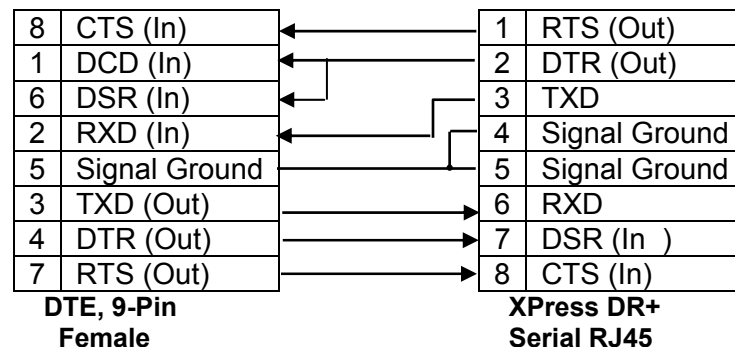 8 CTS (In) 1 RTS (Out)
1 DCD (In) 2 DTR (Out)
6 DSR (In) 3 TXD
2 RXD (In) 4 Signal Ground
5 Signal Ground 5 Signal Ground
3 TXD (Out) 6 RXD
4 DTR (Out) 7 DSR (In )
7 RTS (Out) 8 CTS (In)
DTE, 9-Pin XPress DR+
Female Serial RJ45